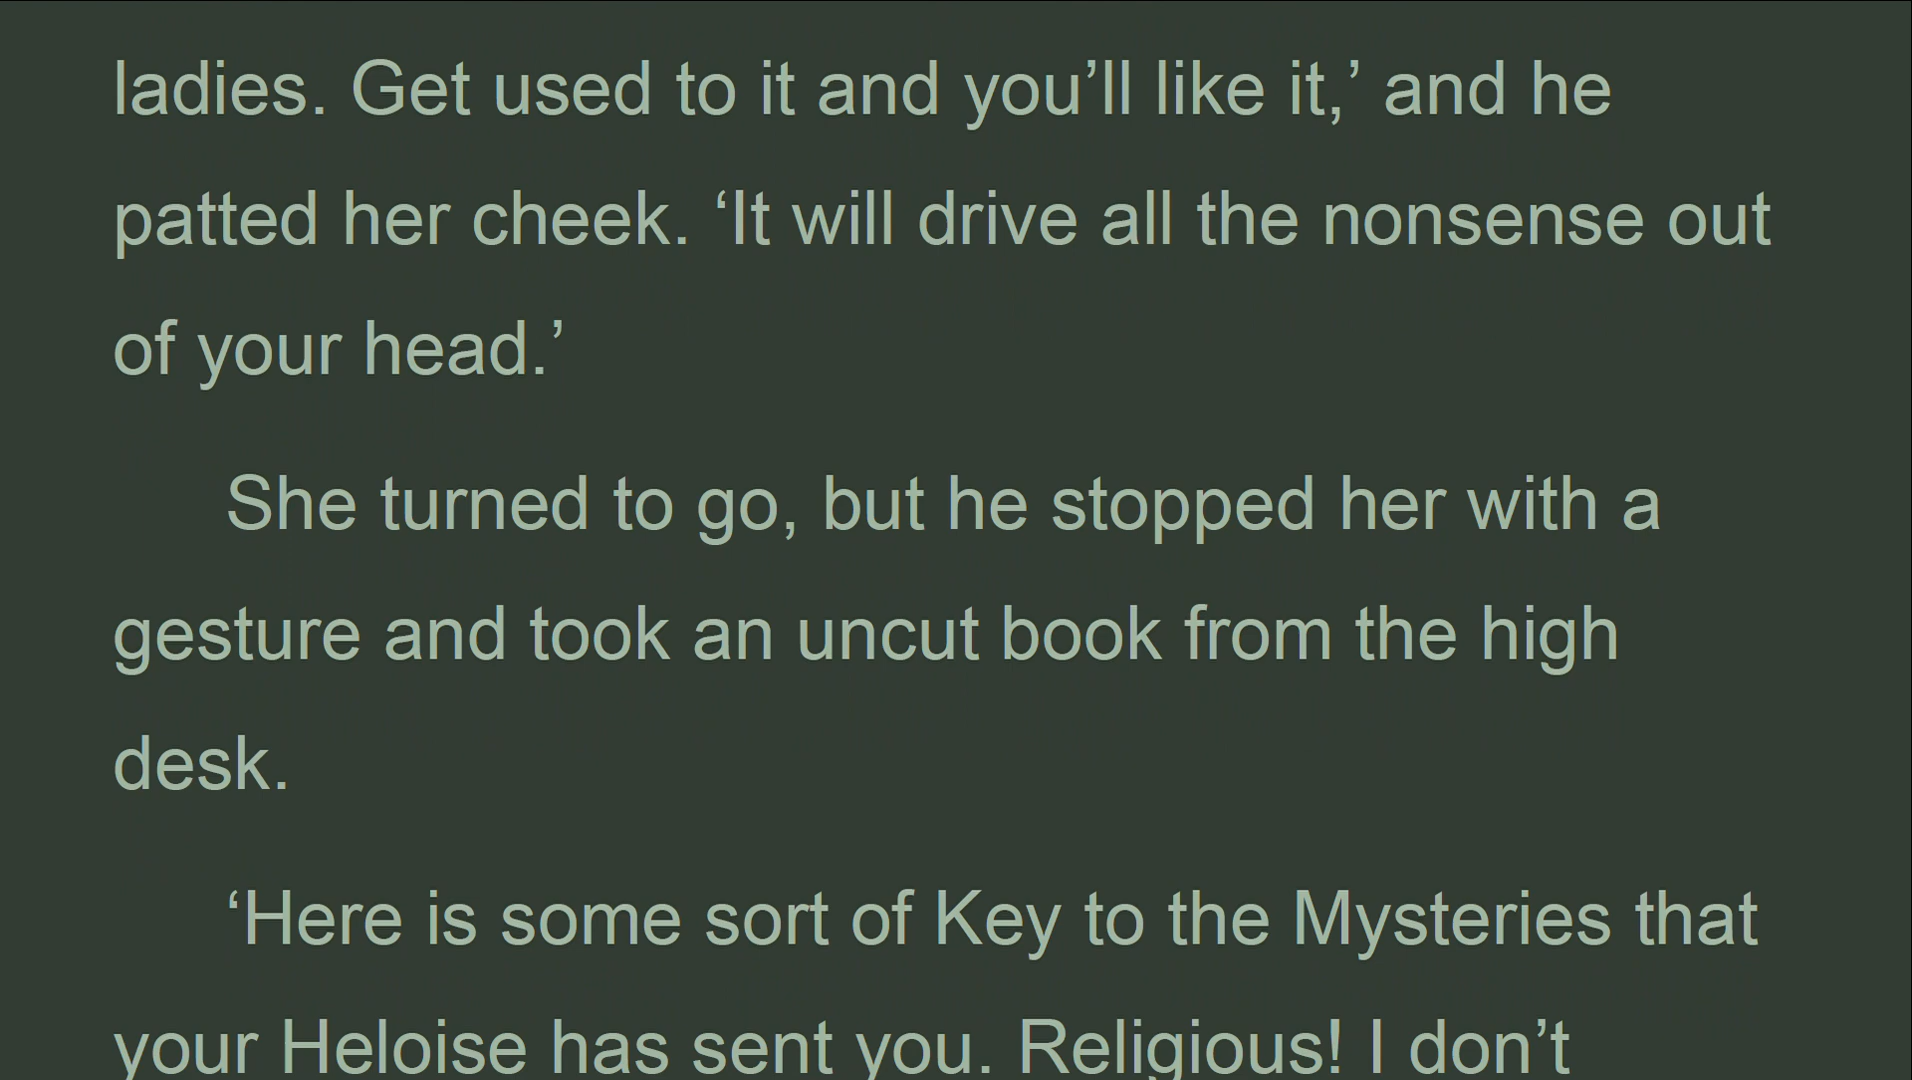 ladies. Get used to it and you’ll like it,’ and he
patted her cheek. ‘It will drive all the nonsense out
of your head.’
She turned to go, but he stopped her with a
gesture and took an uncut book from the high
desk.
‘Here is some sort of Key to the Mysteries that
your Heloise has sent you. Religious! I don’t